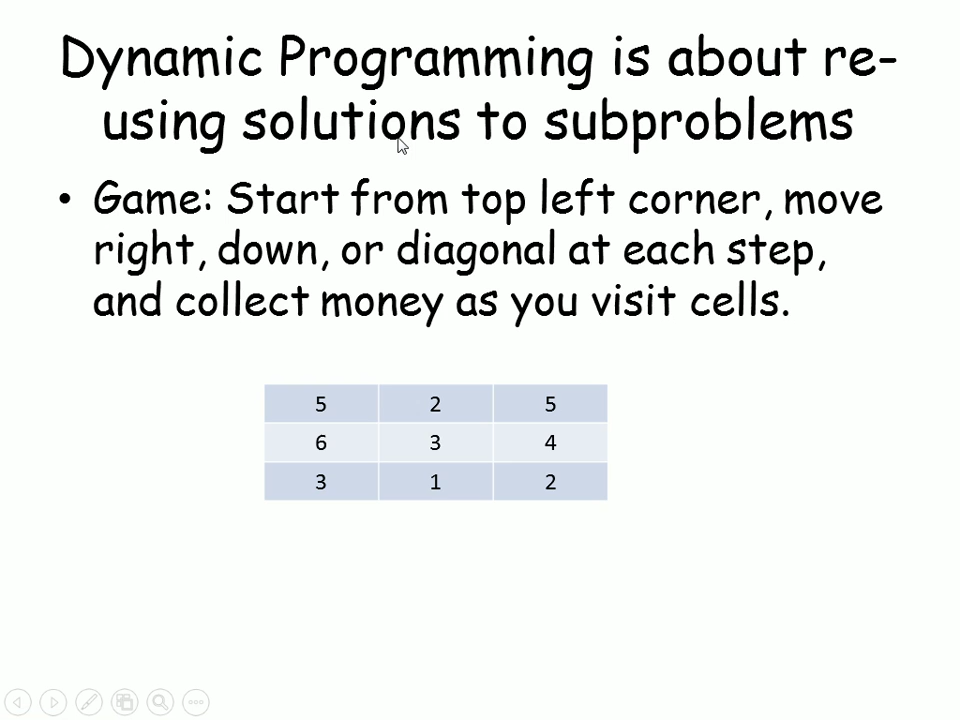 Dynamic Programming is about re-
using solutions to subproblems
• Game: Start from top left corner, move
right, down, or diagonal at each step,
and collect money as you visit cells.
5 2 5
6 3 4
3 1 2